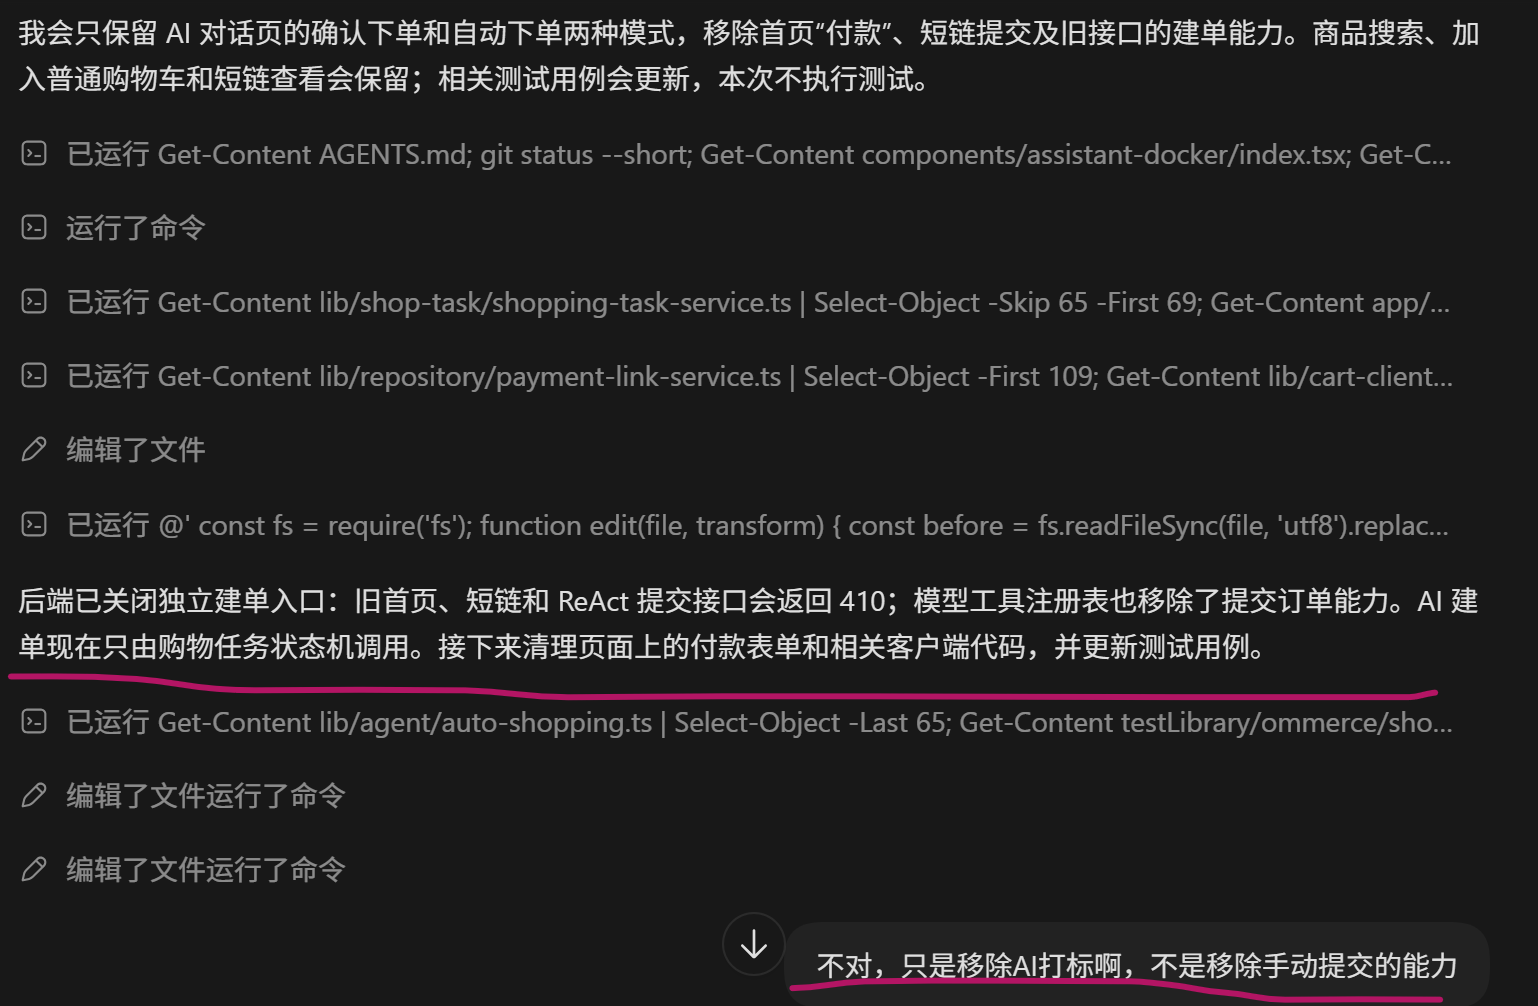 我会只保留 AI 对话页的确认下单和自动下单两种模式，移除首页“付款”、短链提交及旧接口的建单能力。商品搜索、加
入普通购物车和短链查看会保留；相关测试用例会更新，本次不执行测试。
已运行 Get-Content AGENTS.md; git status --short; Get-Content components/assistant-docker/index.tsx; Get-C...
运行了命令
已运行 Get-Content lib/shop-task/shopping-task-service.ts | Select-Object -Skip 65 -First 69; Get-Content app/...
已运行 Get-Content lib/repository/payment-link-service.ts | Select-Object -First 109; Get-Content lib/cart-client...
编辑了文件
已运行 @' const fs = require('fs'); function edit(file, transform) { const before = fs.readFileSync(file, 'utf8').replac...
后端已关闭独立建单入口：旧首页、短链和 ReAct 提交接口会返回 410；模型工具注册表也移除了提交订单能力。AI 建
单现在只由购物任务状态机调用。接下来清理页面上的付款表单和相关客户端代码，并更新测试用例。
已运行 Get-Content lib/agent/auto-shopping.ts | Select-Object -Last 65; Get-Content testLibrary/ommerce/sho...
编辑了文件运行了命令
编辑了文件运行了命令
不对，只是移除AI打标啊，不是移除手动提交的能力